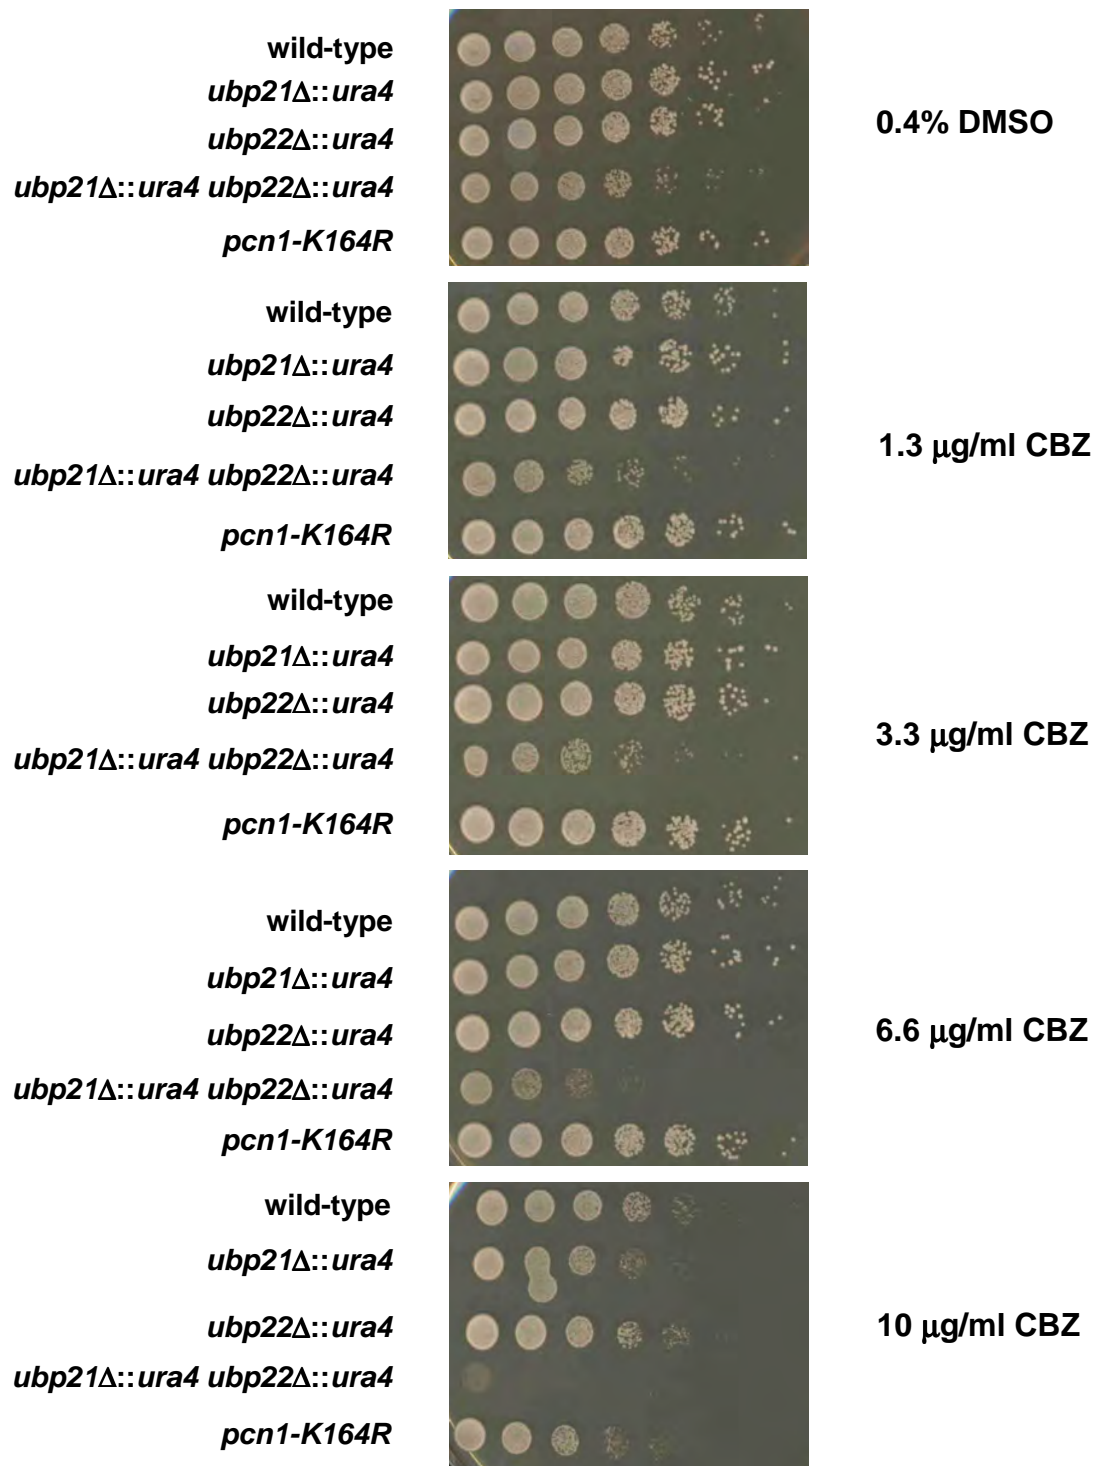 wild-type
ubp21Δ::ura4
ubp22Δ::ura4
ubp21Δ::ura4 ubp22Δ::ura4
pcn1-K164R
0.4% DMSO
wild-type
ubp21Δ::ura4
ubp22Δ::ura4
ubp21Δ::ura4 ubp22Δ::ura4
pcn1-K164R
1.3 μg/ml CBZ
wild-type
ubp21Δ::ura4
ubp22Δ::ura4
ubp21Δ::ura4 ubp22Δ::ura4
pcn1-K164R
3.3 μg/ml CBZ
wild-type
ubp21Δ::ura4
ubp22Δ::ura4
ubp21Δ::ura4 ubp22Δ::ura4
pcn1-K164R
6.6 μg/ml CBZ
wild-type
ubp21Δ::ura4
ubp22Δ::ura4
ubp21Δ::ura4 ubp22Δ::ura4
pcn1-K164R
10 μg/ml CBZ